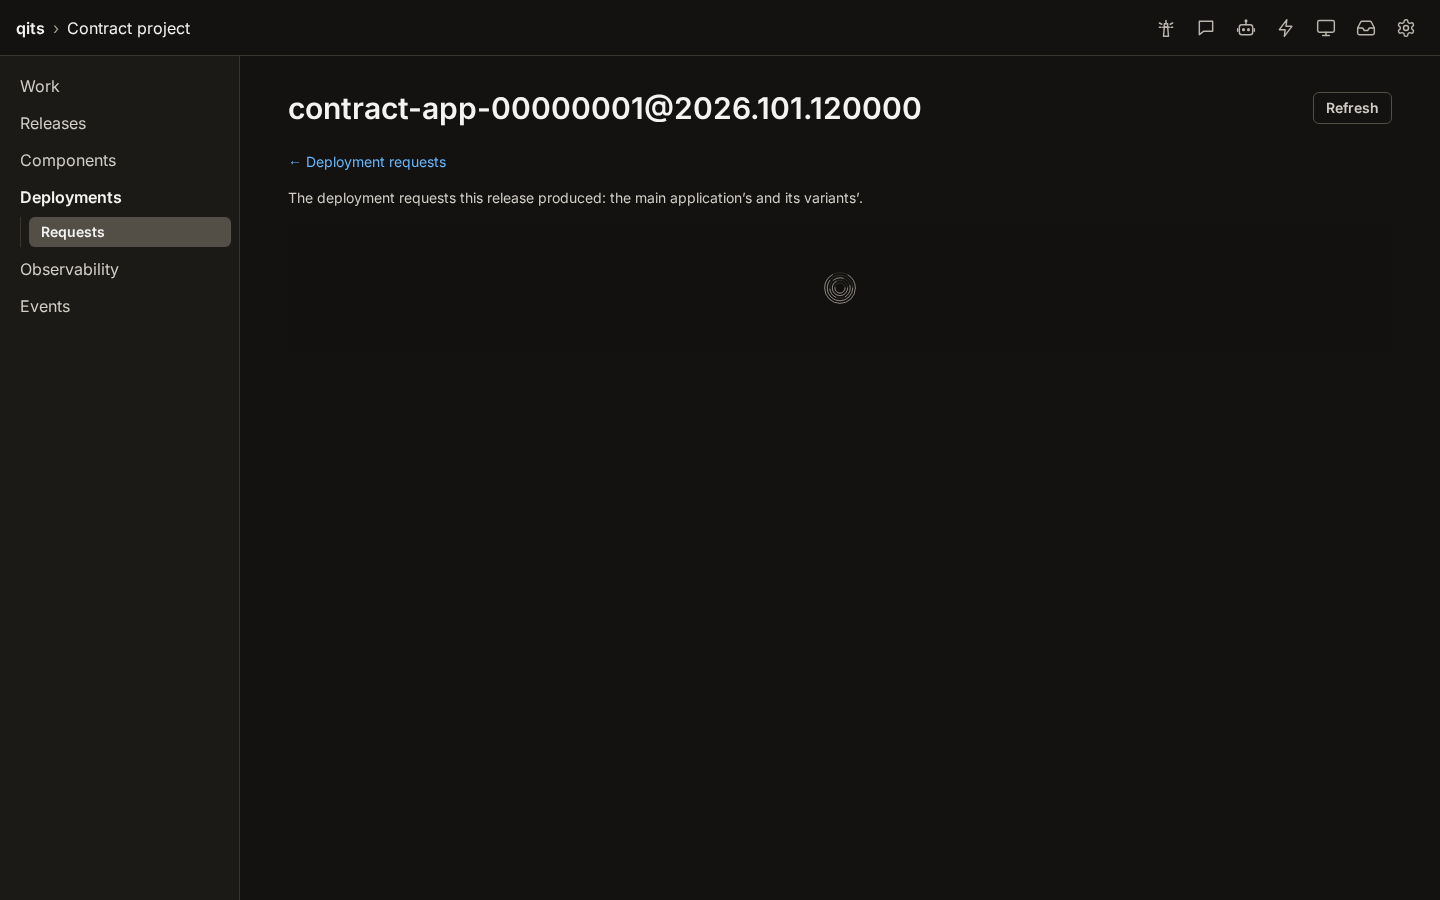 qits › Contract project
Work
Releases
Components
Deployments
Requests
Observability
Events
contract-app-00000001@2026.101.120000
Refresh
← Deployment requests
The deployment requests this release produced: the main application’s and its variants’.